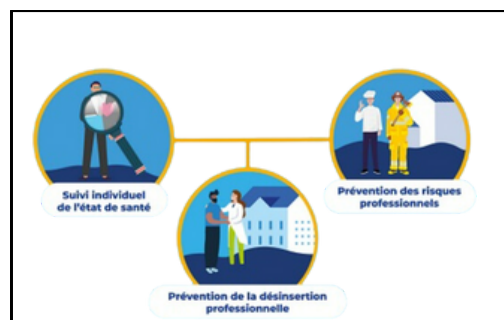 Suivi individuel
de l'état de santé
Prévention des risques
professionnels
Prévention de la désinsertion
professionnelle